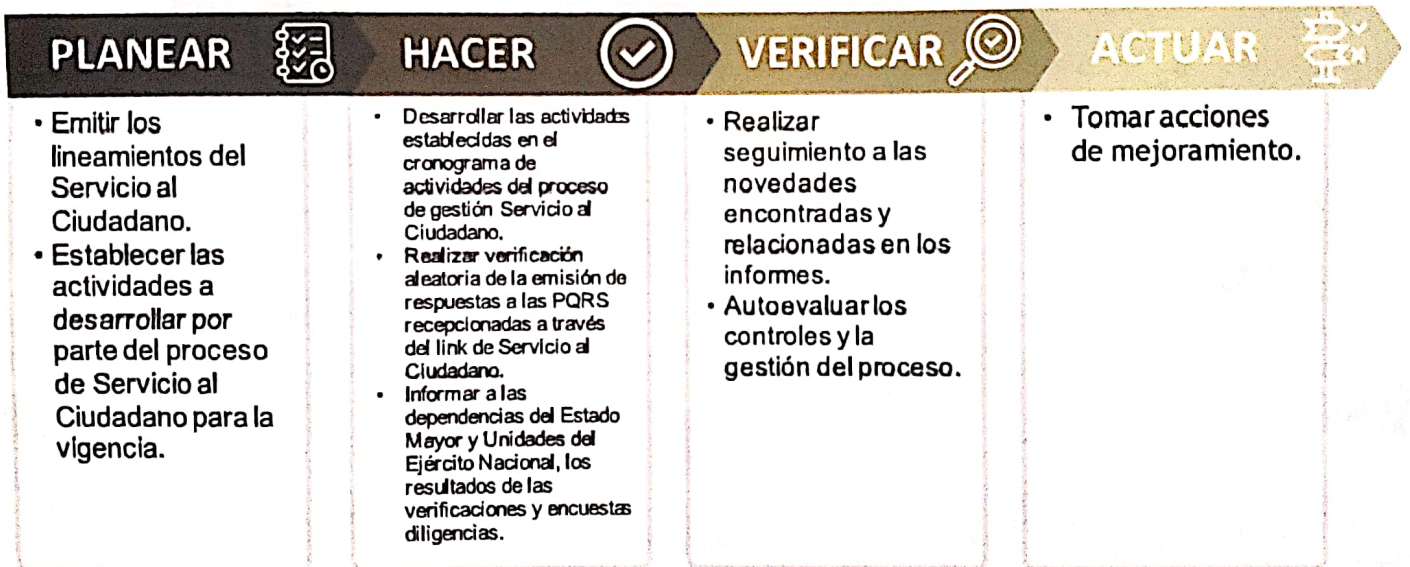 PLANEAR
HACER
VERIFICAR
ACTUAR
• Emitir los
lineamientos del
Servicio al
Ciudadano.
• Establecer las
actividades a
desarrollar por
parte del proceso
de Servicio al
Ciudadano para la
vigencia.
• Desarrollar las actividades
establecidas en el
cronograma de
actividades del proceso
de gestión Servicio al
Ciudadano.
• Realizar verificación
aleatoria de la emisión de
respuestas a las PQRS
recepcionadas a través
del link de Servicio al
Ciudadano.
• Informar a las
dependencias del Estado
Mayor y Unidades del
Ejército Nacional, los
resultados de las
verificaciones y encuestas
diligencias.
• Realizar
seguimiento a las
novedades
encontradas y
relacionadas en los
informes.
• Autoevaluar los
controles y la
gestión del proceso.
• Tomar acciones
de mejoramiento.